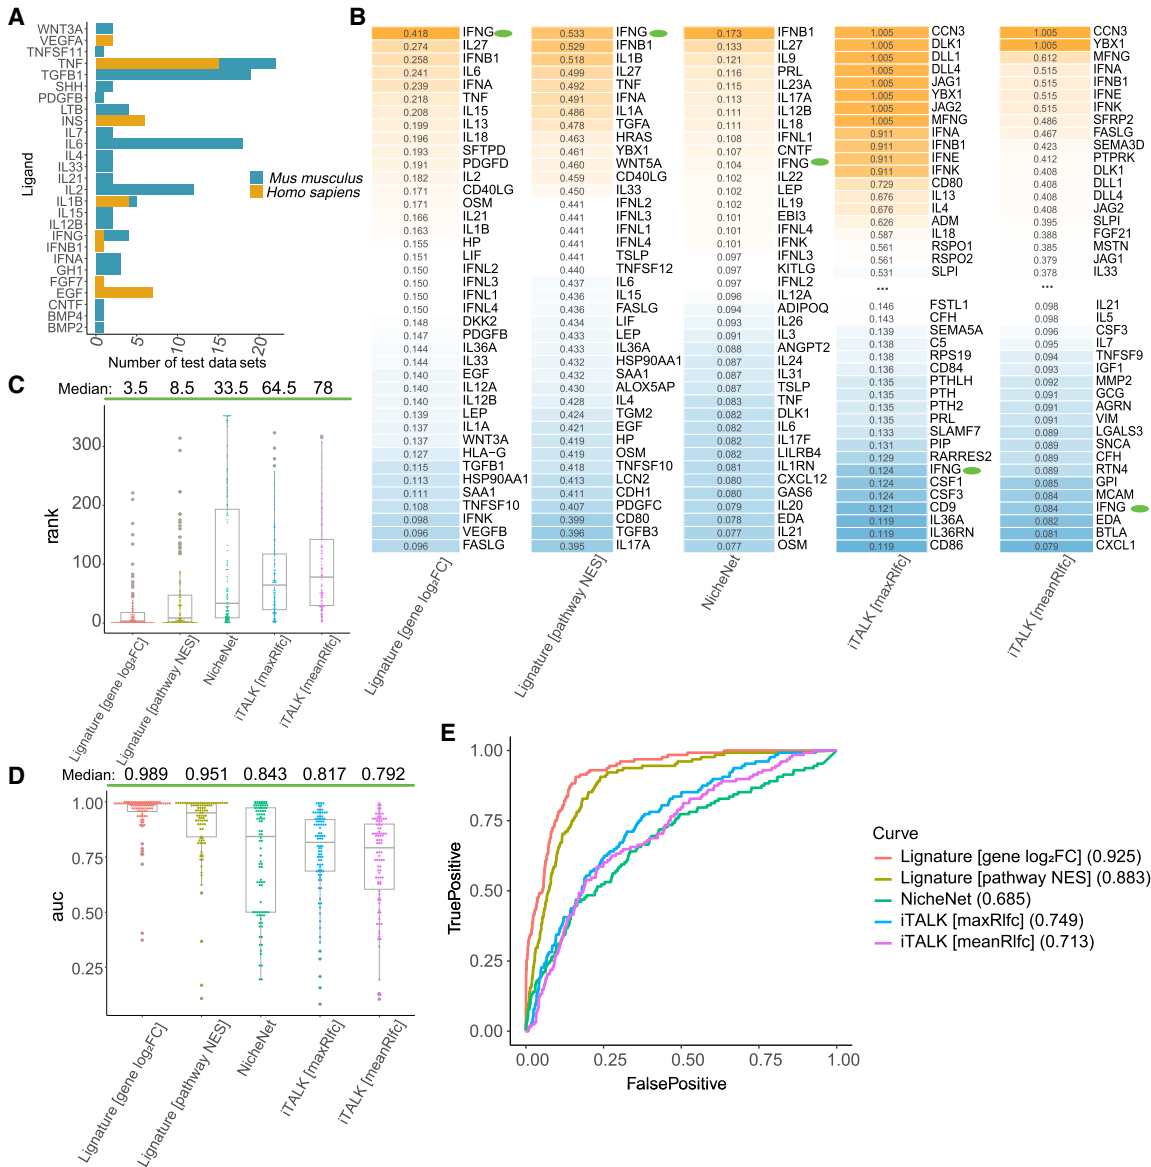 A
WNT3A
VEGFA
TNFSF11
TNF
TGFB1
SHH
PDGFB
LTB
INS
IL7
IL6
IL4
IL33
IL21
IL2
IL1B
IL15
IL12B
IFNG
IFNB1
IFNA
GH1
FGF7
EGF
CNTF
BMP4
BMP2
Ligand
Mus musculus
Homo sapiens
0 5 10 15 20
Number of test data sets
B
0.418 IFNG
0.274 IL27
0.258 IFNB1
0.241 IL6
0.239 IFNA
0.218 TNF
0.208 IL15
0.199 IL13
0.196 IL18
0.193 SFTPD
0.191 PDGFD
0.182 IL2
0.171 CD40LG
0.171 OSM
0.166 IL21
0.163 IL1B
0.155 HP
0.151 LIF
0.150 IFNL2
0.150 IFNL3
0.150 IFNL1
0.150 IFNL4
0.148 DKK2
0.147 PDGFB
0.144 IL36A
0.144 IL33
0.140 EGF
0.140 IL12A
0.140 IL12B
0.139 LEP
0.137 IL1A
0.137 WNT3A
0.127 HLA−G
0.115 TGFB1
0.113 HSP90AA1
0.111 SAA1
0.108 TNFSF10
0.098 IFNK
0.096 VEGFB
0.096 FASLG
Lignature [gene log₂FC]
0.533 IFNG
0.529 IFNB1
0.518 IL1B
0.499 IL27
0.492 TNF
0.491 IFNA
0.486 IL1A
0.478 TGFA
0.463 HRAS
0.461 YBX1
0.460 WNT5A
0.459 CD40LG
0.450 IL33
0.441 IFNL2
0.441 IFNL3
0.441 IFNL1
0.441 IFNL4
0.441 TSLP
0.440 TNFSF12
0.437 IL6
0.436 IL15
0.436 FASLG
0.434 LIF
0.433 LEP
0.433 IL36A
0.432 HSP90AA1
0.432 SAA1
0.430 ALOX5AP
0.428 IL4
0.424 TGM2
0.421 EGF
0.419 HP
0.419 OSM
0.418 TNFSF10
0.413 LCN2
0.411 CDH1
0.407 PDGFC
0.399 CD80
0.396 TGFB3
0.395 IL17A
Lignature [pathway NES]
0.173 IFNB1
0.133 IL27
0.121 IL9
0.116 PRL
0.115 IL23A
0.113 IL17A
0.111 IL12B
0.111 IL18
0.108 IFNL1
0.107 CNTF
0.104 IFNG
0.102 IL22
0.102 LEP
0.102 IL19
0.101 EBI3
0.101 IFNL4
0.101 IFNK
0.097 IFNL3
0.097 KITLG
0.097 IFNL2
0.096 IL12A
0.094 ADIPOQ
0.093 IL26
0.091 IL3
0.088 ANGPT2
0.087 IL24
0.087 IL31
0.087 TSLP
0.083 TNF
0.082 DLK1
0.082 IL6
0.082 IL17F
0.082 LILRB4
0.081 IL1RN
0.080 CXCL12
0.080 GAS6
0.079 IL20
0.078 EDA
0.077 IL21
0.077 OSM
NicheNet
1.005 CCN3
1.005 DLK1
1.005 DLL1
1.005 DLL4
1.005 JAG1
1.005 YBX1
1.005 JAG2
1.005 MFNG
0.911 IFNA
0.911 IFNB1
0.911 IFNE
0.911 IFNK
0.729 CD80
0.676 IL13
0.676 IL4
0.626 ADM
0.587 IL18
0.561 RSPO1
0.561 RSPO2
0.531 SLPI
...
0.146 FSTL1
0.143 CFH
0.139 SEMA5A
0.138 C5
0.138 RPS19
0.136 CD84
0.135 PTHLH
0.135 PTH
0.135 PTH2
0.135 PRL
0.133 SLAMF7
0.131 PIP
0.129 RARRES2
0.124 IFNG
0.124 CSF1
0.124 CSF3
0.121 CD9
0.119 IL36A
0.119 IL36RN
0.119 CD86
iTALK [maxRlfc]
1.005 CCN3
1.005 YBX1
0.612 MFNG
0.515 IFNA
0.515 IFNB1
0.515 IFNE
0.515 IFNK
0.486 SFRP2
0.467 FASLG
0.423 SEMA3D
0.412 PTPRK
0.408 DLK1
0.408 DLL1
0.408 DLL4
0.408 JAG2
0.395 SLPI
0.388 FGF21
0.385 MSTN
0.379 JAG1
0.378 IL33
...
0.098 IL21
0.098 IL5
0.096 CSF3
0.095 IL7
0.094 TNFSF9
0.093 IGF1
0.092 MMP2
0.091 GCG
0.091 AGRN
0.091 VIM
0.089 LGALS3
0.089 SNCA
0.089 CFH
0.089 RTN4
0.085 GPI
0.084 MCAM
0.084 IFNG
0.082 EDA
0.081 BTLA
0.079 CXCL1
iTALK [meanRlfc]
C
Median: 3.5 8.5 33.5 64.5 78
300
200
100
0
rank
Lignature [gene log₂FC]
Lignature [pathway NES]
NicheNet
iTALK [maxRlfc]
iTALK [meanRlfc]
D
Median: 0.989 0.951 0.843 0.817 0.792
1.00
0.75
0.50
0.25
auc
Lignature [gene log₂FC]
Lignature [pathway NES]
NicheNet
iTALK [maxRlfc]
iTALK [meanRlfc]
E
1.00
0.75
0.50
0.25
0.00
TruePositive
0.00 0.25 0.50 0.75 1.00
FalsePositive
Curve
Lignature [gene log₂FC] (0.925)
Lignature [pathway NES] (0.883)
NicheNet (0.685)
iTALK [maxRlfc] (0.749)
iTALK [meanRlfc] (0.713)